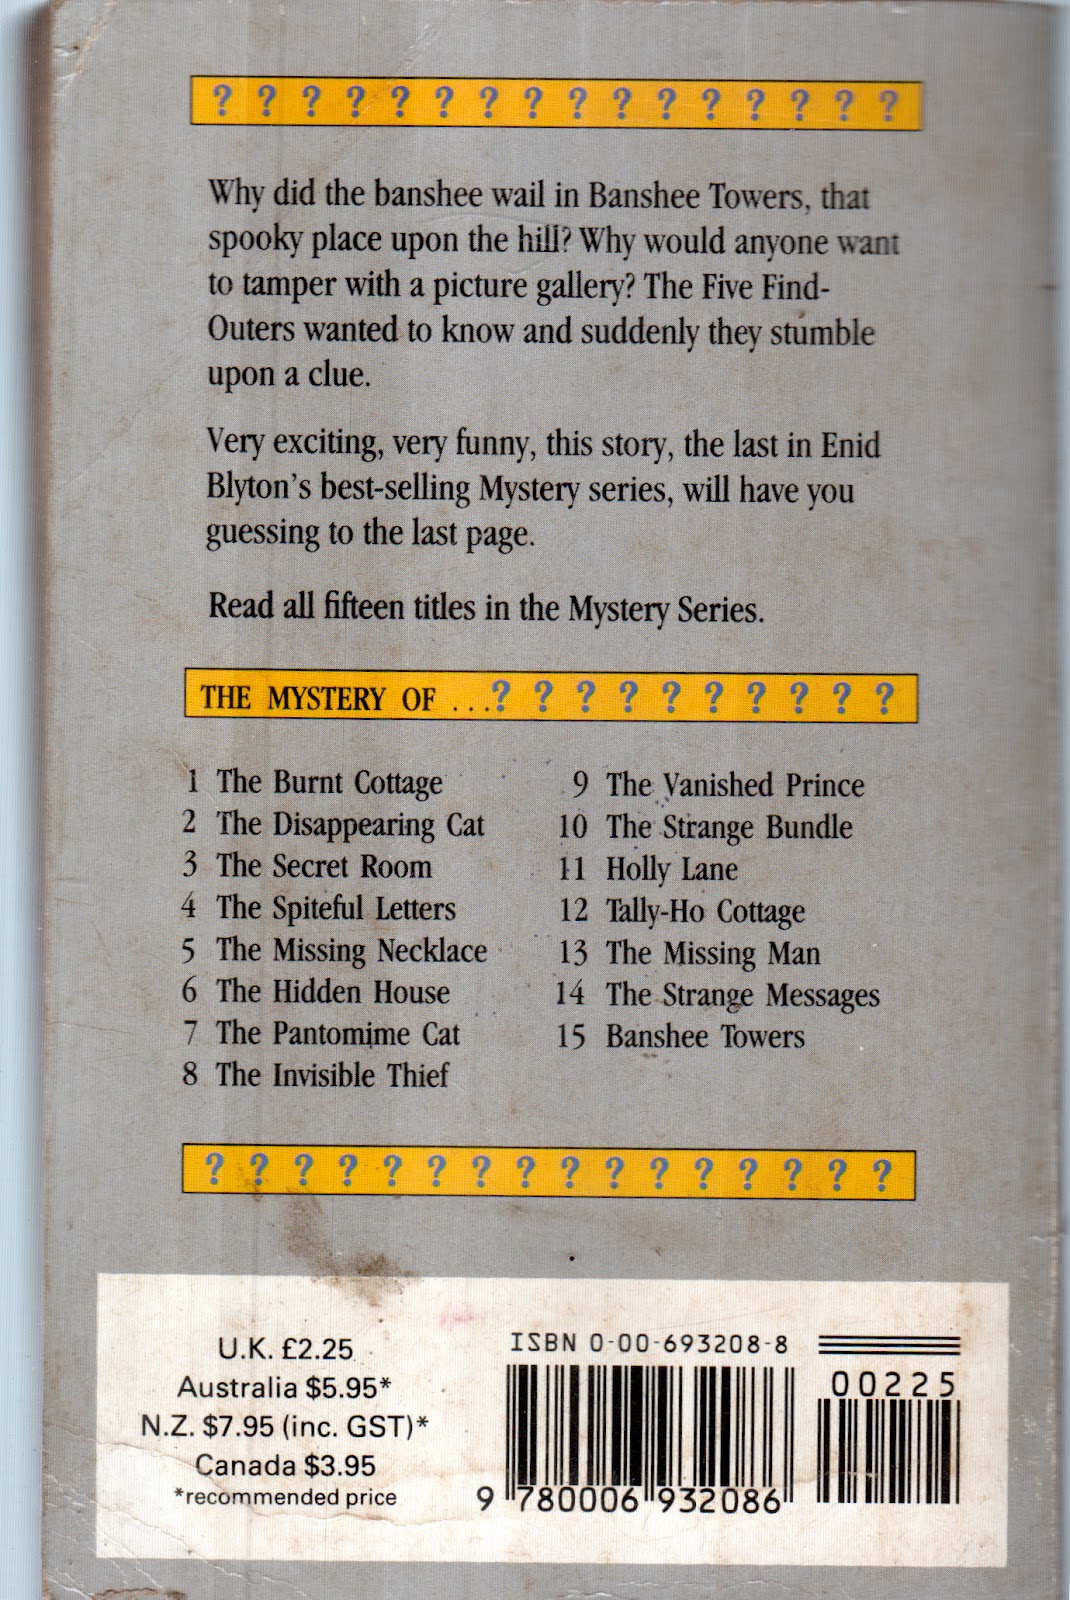 ? ? ? ? ? ? ? ? ? ? ? ? ? ? ? ?
Why did the banshee wail in Banshee Towers, that
spooky place upon the hill? Why would anyone want
to tamper with a picture gallery? The Five Find-
Outers wanted to know and suddenly they stumble
upon a clue.
Very exciting, very funny, this story, the last in Enid
Blyton's best-selling Mystery series, will have you
guessing to the last page.
Read all fifteen titles in the Mystery Series.
THE MYSTERY OF ...? ? ? ? ? ? ? ? ? ?
1 The Burnt Cottage
2 The Disappearing Cat
3 The Secret Room
4 The Spiteful Letters
5 The Missing Necklace
6 The Hidden House
7 The Pantomime Cat
8 The Invisible Thief
9 The Vanished Prince
10 The Strange Bundle
11 Holly Lane
12 Tally-Ho Cottage
13 The Missing Man
14 The Strange Messages
15 Banshee Towers
? ? ? ? ? ? ? ? ? ? ? ? ? ? ? ?
U.K. £2.25
Australia $5.95*
N.Z. $7.95 (inc. GST)*
Canada $3.95
*recommended price
ISBN 0-00-693208-8
9 780006 932086
00225